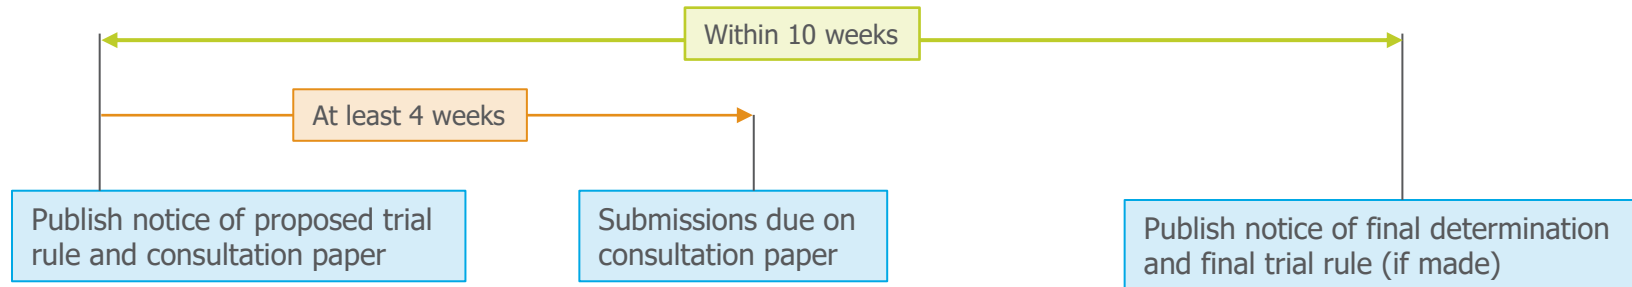 Within 10 weeks
At least 4 weeks
Publish notice of proposed trial
rule and consultation paper
Submissions due on
consultation paper
Publish notice of final determination
and final trial rule (if made)